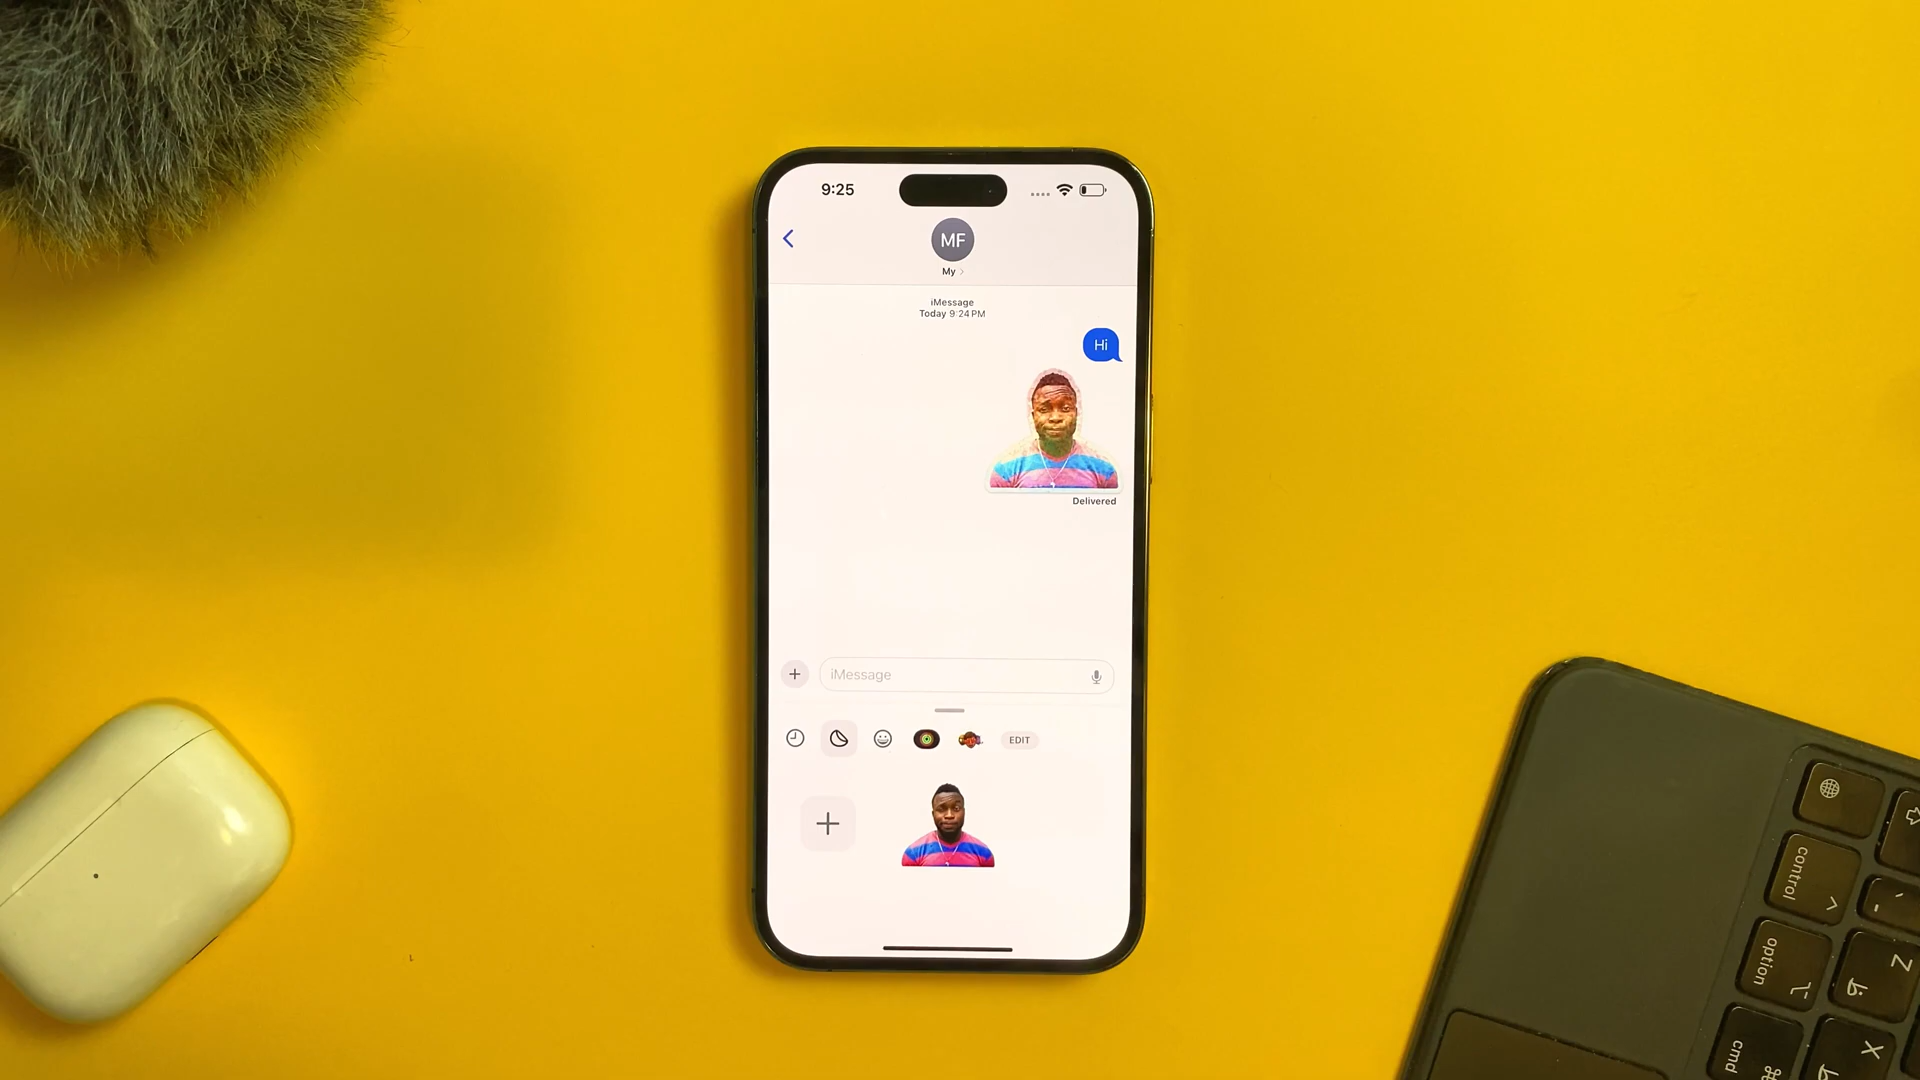 9:25
MF
My
iMessage
Today 9:24 PM
Hi
Delivered
iMessage
EDIT
control
option
Z
cmd
X